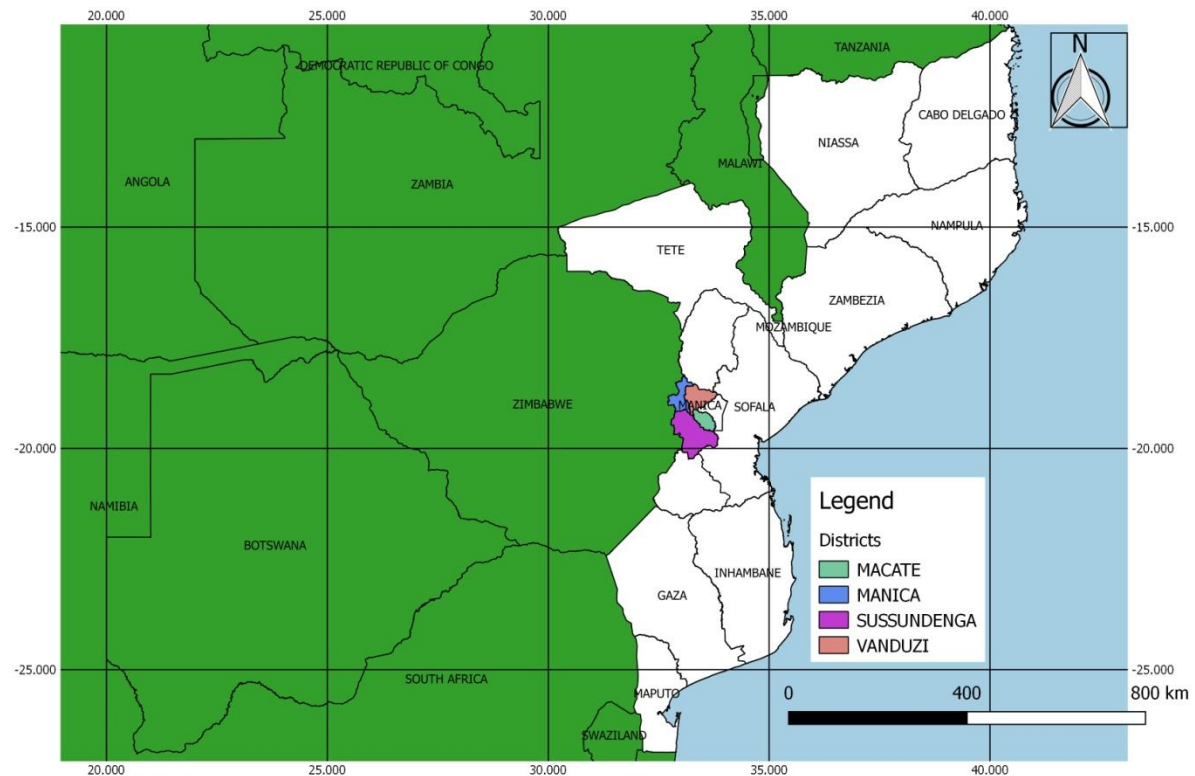 20.000 25.000 30.000 35.000 40.000
TANZANIA
N
DEMOCRATIC REPUBLIC OF CONGO
CABO DELGADO
NIASSA
MALAWI
ANGOLA
ZAMBIA
-15.000 -15.000
NAMPULA
TETE
ZAMBEZIA
MOZAMBIQUE
ZIMBABWE
MANICA
SOFALA
-20.000 -20.000
NAMIBIA
BOTSWANA
Legend
Districts
MACATE
MANICA
SUSSUNDENGA
VANDUZI
INHAMBANE
GAZA
-25.000 -25.000
SOUTH AFRICA
MAPUTO
0 400 800 km
SWAZILAND
20.000 25.000 30.000 35.000 40.000